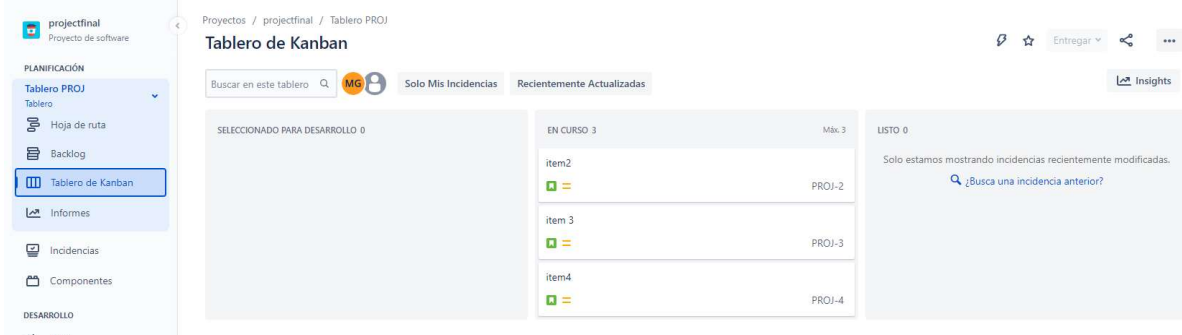 projectfinal
Proyecto de software
PLANIFICACIÓN
Tablero PROJ
Tablero
Hoja de ruta
Backlog
Tablero de Kanban
Informes
Incidencias
Componentes
DESARROLLO
Proyectos / projectfinal / Tablero PROJ
Tablero de Kanban
Entregar
Buscar en este tablero
MG
Solo Mis Incidencias
Recientemente Actualizadas
Insights
SELECCIONADO PARA DESARROLLO 0
EN CURSO 3
Máx. 3
item2
PROJ-2
item 3
PROJ-3
item4
PROJ-4
LISTO 0
Solo estamos mostrando incidencias recientemente modificadas.
¿Busca una incidencia anterior?